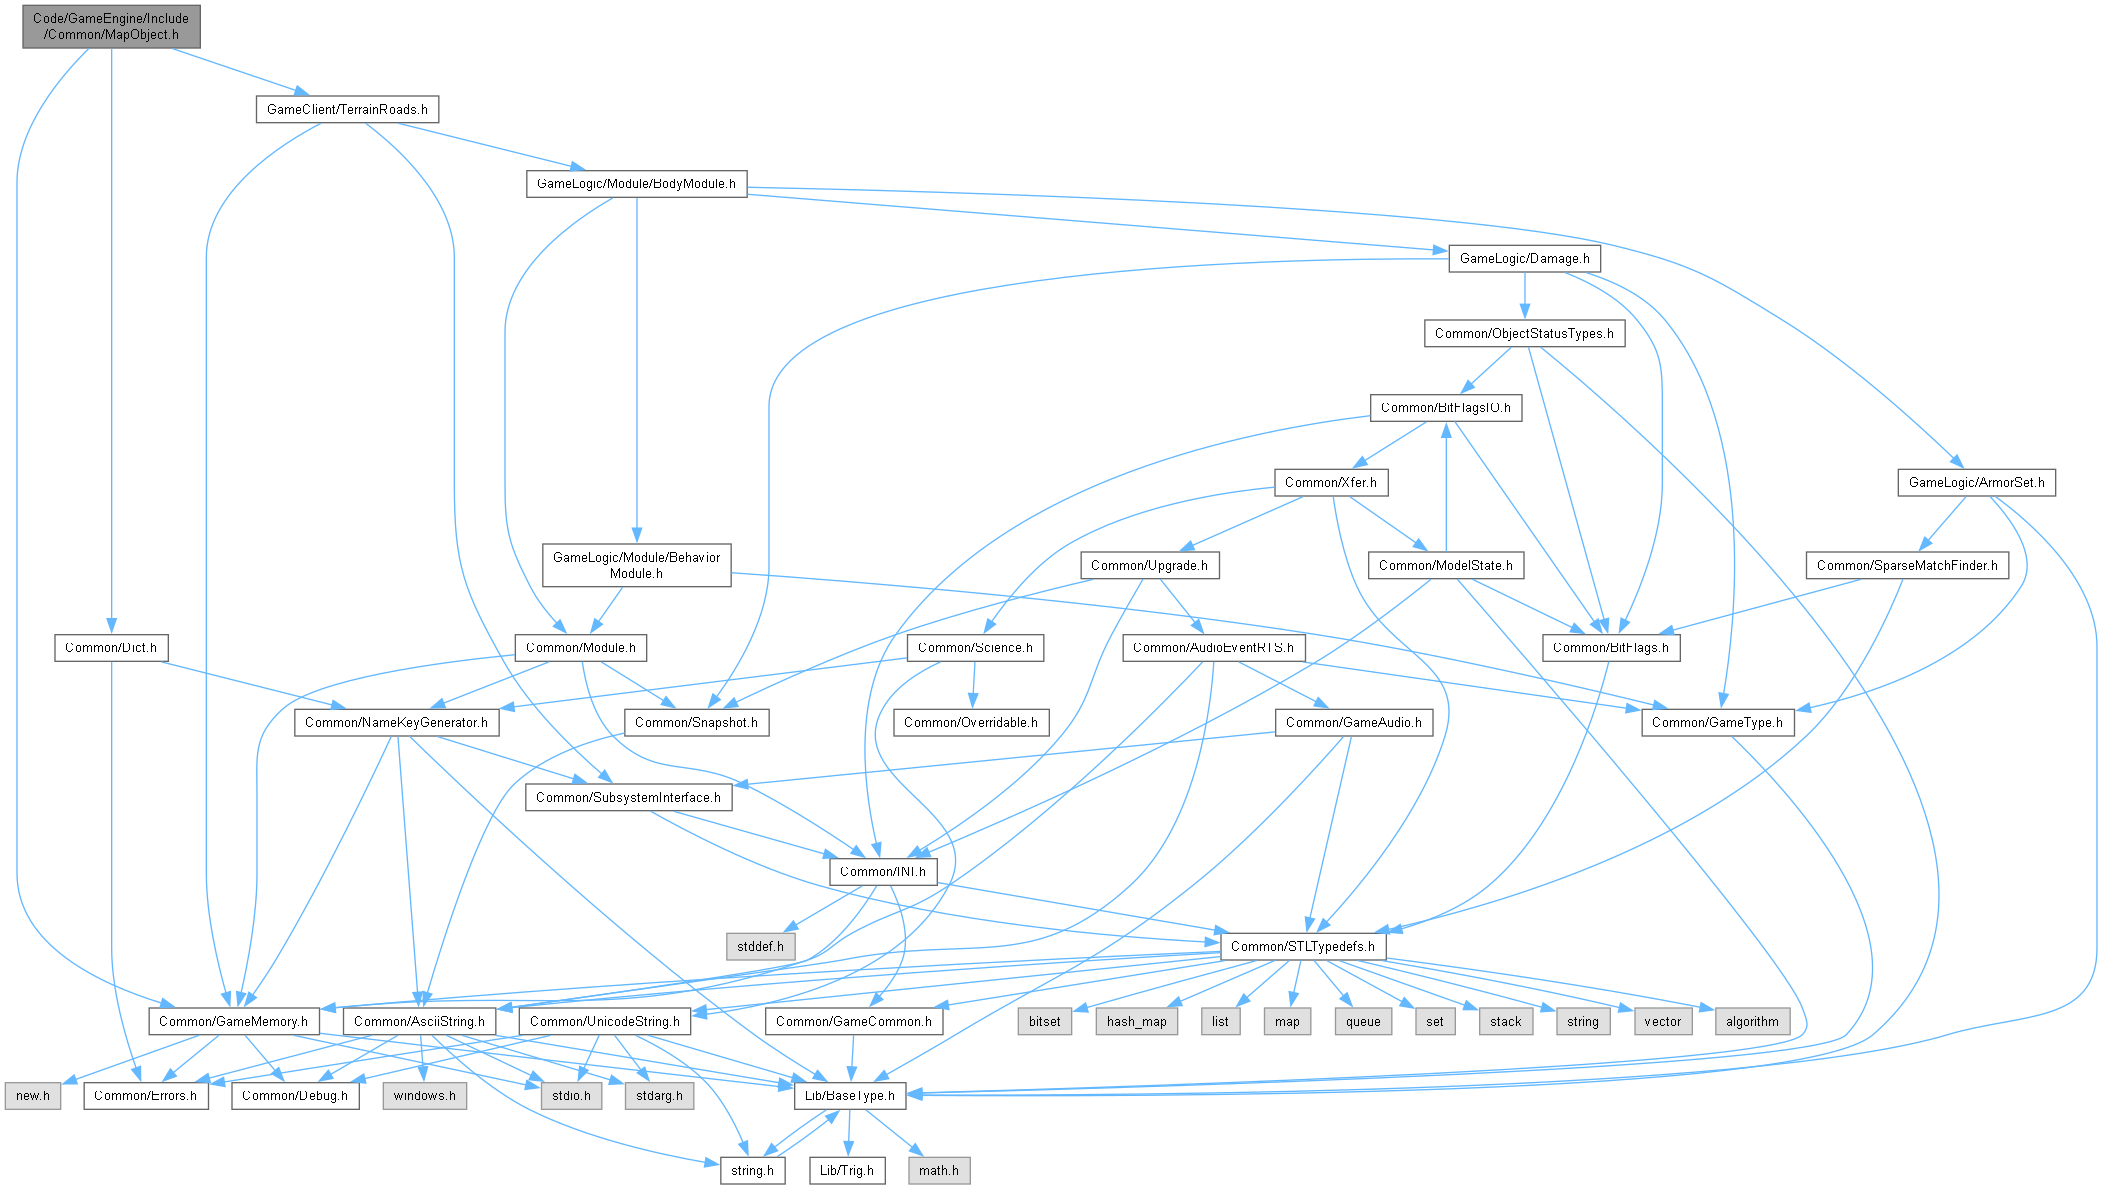 Code/GameEngine/Include
/Common/MapObject.h
GameClient/TerrainRoads.h
GameLogic/Module/BodyModule.h
GameLogic/Damage.h
Common/ObjectStatusTypes.h
Common/BitFlagsIO.h
Common/Xfer.h
GameLogic/ArmorSet.h
GameLogic/Module/Behavior
Module.h
Common/Upgrade.h
Common/ModelState.h
Common/SparseMatchFinder.h
Common/Dict.h
Common/Module.h
Common/Science.h
Common/AudioEventRTS.h
Common/BitFlags.h
Common/NameKeyGenerator.h
Common/Snapshot.h
Common/Overridable.h
Common/GameAudio.h
Common/GameType.h
Common/SubsystemInterface.h
Common/INI.h
stddef.h
Common/STLTypedefs.h
Common/GameMemory.h
Common/AsciiString.h
Common/UnicodeString.h
Common/GameCommon.h
bitset
hash_map
list
map
queue
set
stack
string
vector
algorithm
new.h
Common/Errors.h
Common/Debug.h
windows.h
stdio.h
stdarg.h
Lib/BaseType.h
string.h
Lib/Trig.h
math.h